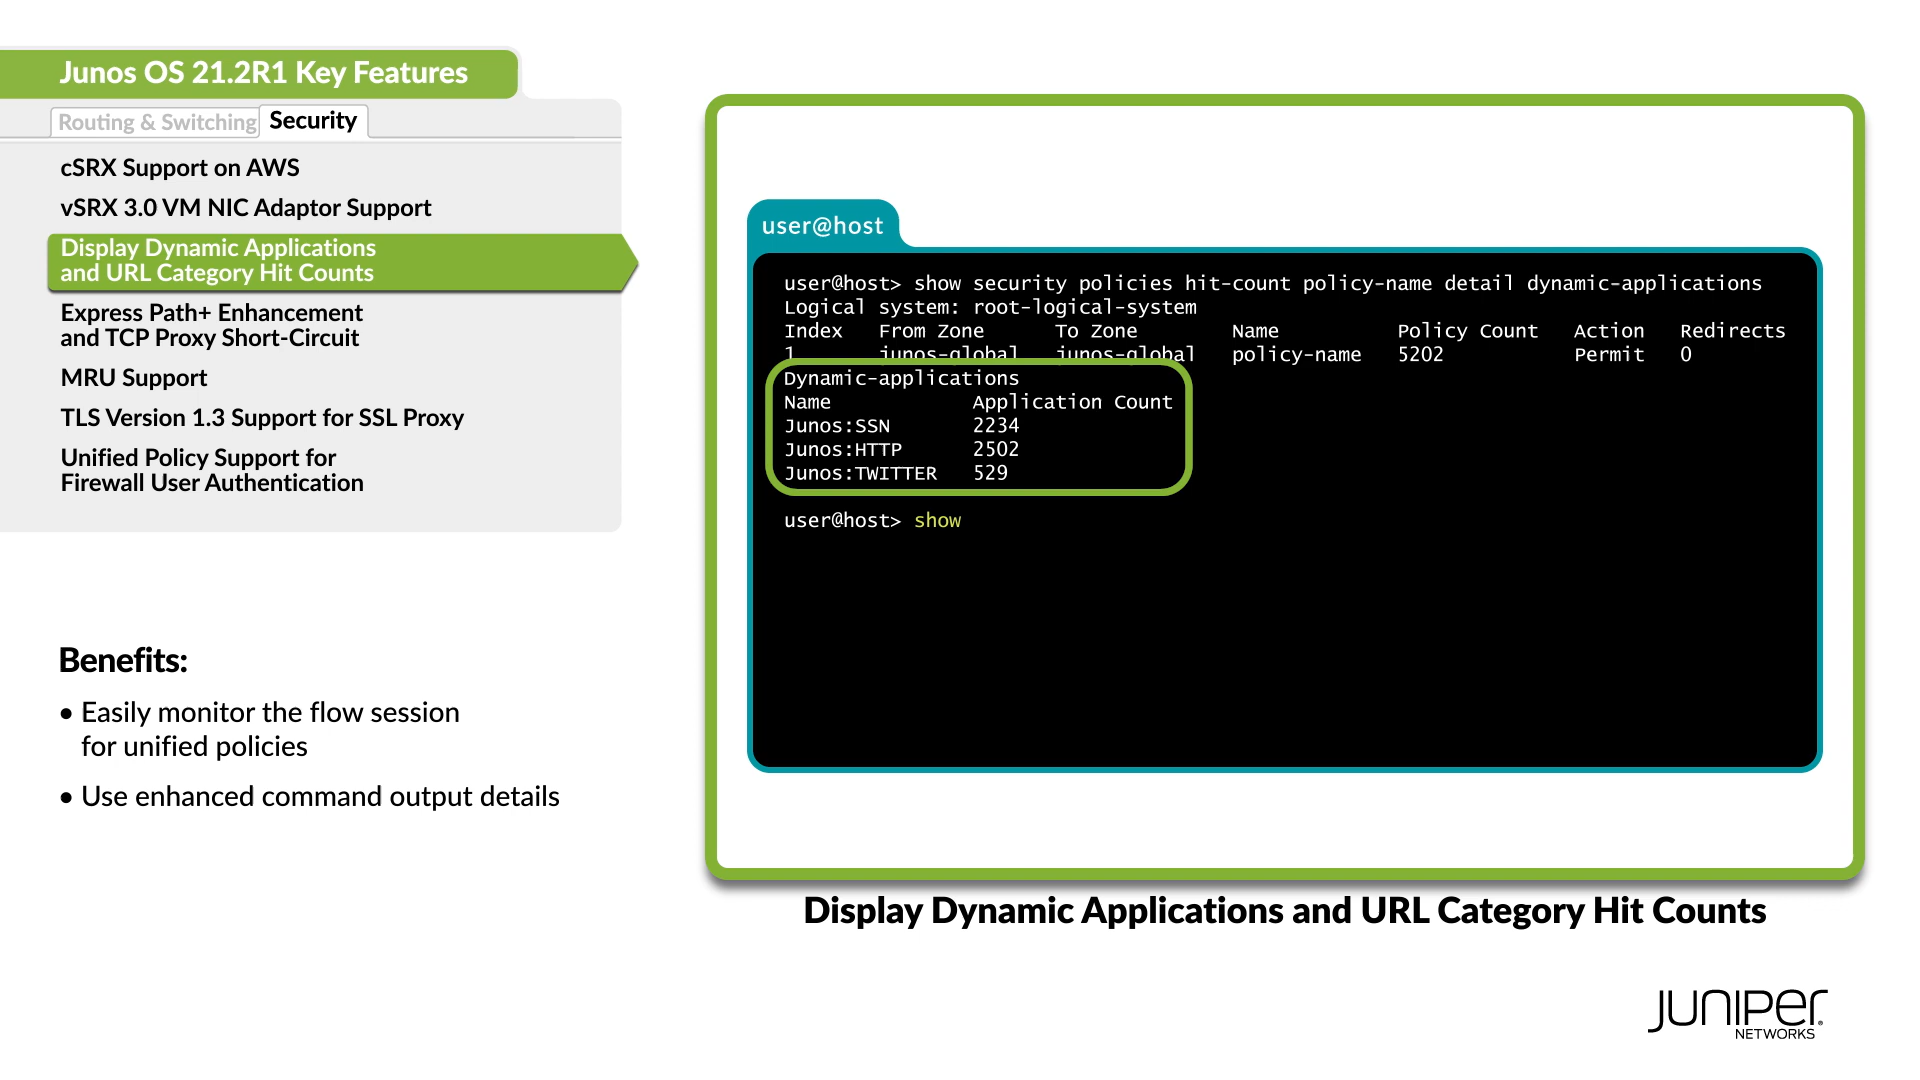 Junos OS 21.2R1 Key Features
Routing & Switching
Security
cSRX Support on AWS
vSRX 3.0 VM NIC Adaptor Support
Display Dynamic Applications
and URL Category Hit Counts
Express Path+ Enhancement
and TCP Proxy Short-Circuit
MRU Support
TLS Version 1.3 Support for SSL Proxy
Unified Policy Support for
Firewall User Authentication
Benefits:
• Easily monitor the flow session
for unified policies
• Use enhanced command output details
user@host
user@host> show security policies hit-count policy-name detail dynamic-applications
Logical system: root-logical-system
Index From Zone To Zone Name Policy Count Action Redirects
1 junos-global junos-global policy-name 5202 Permit 0
Dynamic-applications
Name Application Count
Junos:SSN 2234
Junos:HTTP 2502
Junos:TWITTER 529
user@host> show
Display Dynamic Applications and URL Category Hit Counts
JUNIPER
NETWORKS